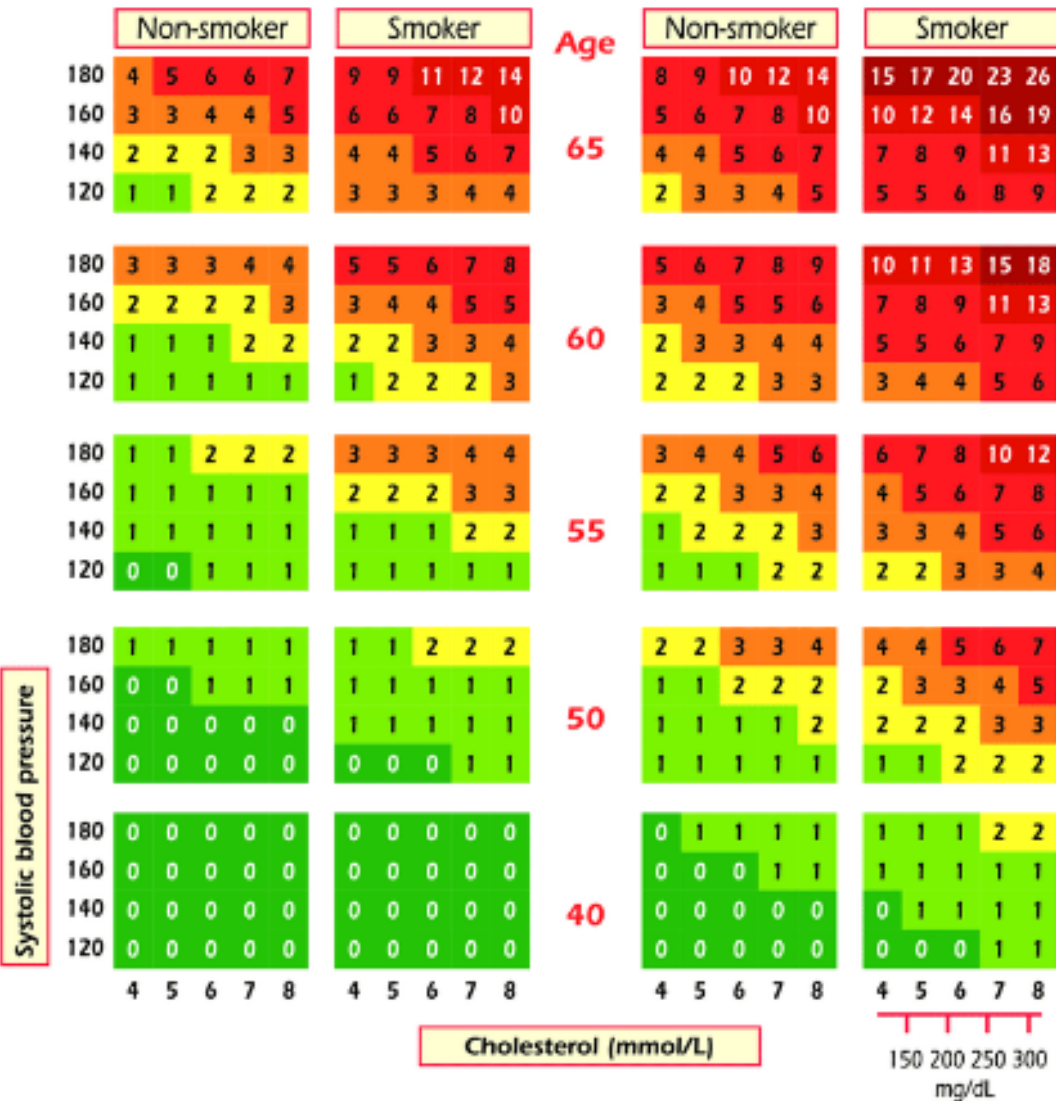 Non-smoker Smoker Age Non-smoker Smoker
180 4 5 6 6 7 9 9 11 12 14 8 9 10 12 14 15 17 20 23 26
160 3 3 4 4 5 6 6 7 8 10 5 6 7 8 10 10 12 14 16 19
65
140 2 2 2 3 3 4 4 5 6 7 4 4 5 6 7 7 8 9 11 13
120 1 1 2 2 2 3 3 3 4 4 2 3 3 4 5 5 5 6 8 9
180 3 3 3 4 4 5 5 6 7 8 5 6 7 8 9 10 11 13 15 18
160 2 2 2 2 3 3 4 4 5 5 3 4 5 5 6 7 8 9 11 13
60
140 1 1 1 2 2 2 2 3 3 4 2 3 3 4 4 5 5 6 7 9
120 1 1 1 1 1 1 2 2 2 3 2 2 2 3 3 3 4 4 5 6
180 1 1 2 2 2 3 3 3 4 4 3 4 4 5 6 6 7 8 10 12
160 1 1 1 1 1 2 2 2 3 3 2 2 3 3 4 4 5 6 7 8
55
140 1 1 1 1 1 1 1 1 2 2 1 2 2 2 3 3 3 4 5 6
120 0 0 1 1 1 1 1 1 1 1 1 1 1 2 2 2 2 3 3 4
180 1 1 1 1 1 1 1 2 2 2 2 2 3 3 4 4 4 5 6 7
160 0 0 1 1 1 1 1 1 1 1 1 1 2 2 2 2 3 3 4 5
50
140 0 0 0 0 0 1 1 1 1 1 1 1 1 1 2 2 2 2 3 3
120 0 0 0 0 0 0 0 0 1 1 1 1 1 1 1 1 1 2 2 2
180 0 0 0 0 0 0 0 0 0 0 0 1 1 1 1 1 1 1 2 2
160 0 0 0 0 0 0 0 0 0 0 0 0 0 1 1 1 1 1 1 1
40
140 0 0 0 0 0 0 0 0 0 0 0 0 0 0 0 0 1 1 1 1
120 0 0 0 0 0 0 0 0 0 0 0 0 0 0 0 0 0 0 1 1
Systolic blood pressure
4 5 6 7 8 4 5 6 7 8 4 5 6 7 8 4 5 6 7 8
Cholesterol (mmol/L)
150 200 250 300
mg/dL